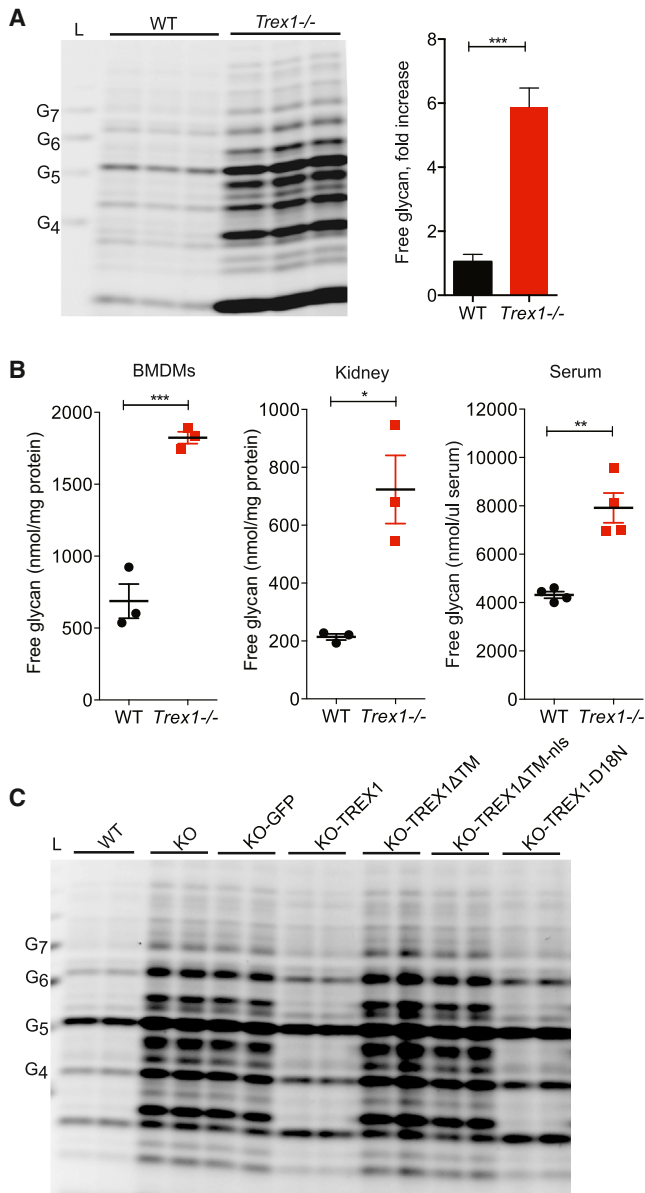 A
L
WT
Trex1-/-
G7
G6
G5
G4
Free glycan, fold increase
8
6
4
2
0
***
WT
Trex1-/-
B
BMDMs
Free glycan (nmol/mg protein)
2000
1500
1000
500
0
***
WT
Trex1-/-
Kidney
Free glycan (nmol/mg protein)
1000
800
600
400
200
0
*
WT
Trex1-/-
Serum
Free glycan (nmol/ul serum)
12000
10000
8000
6000
4000
2000
0
**
WT
Trex1-/-
C
L
WT
KO
KO-GFP
KO-TREX1
KO-TREX1ΔTM
KO-TREX1ΔTM-nls
KO-TREX1-D18N
G7
G6
G5
G4